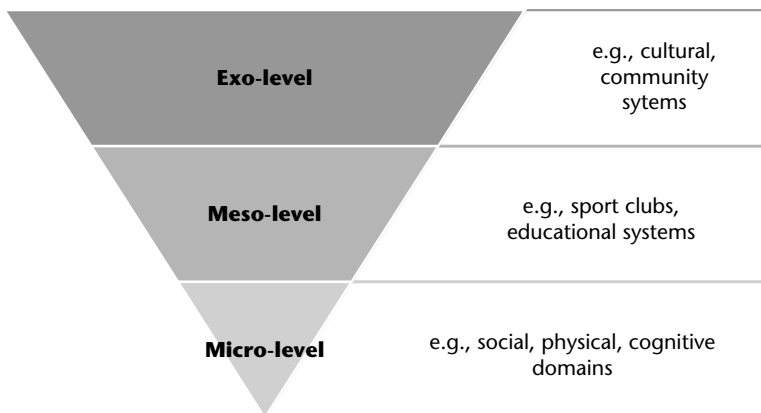 Exo-level
e.g., cultural,
community
sytems
Meso-level
e.g., sport clubs,
educational systems
Micro-level
e.g., social, physical, cognitive
domains